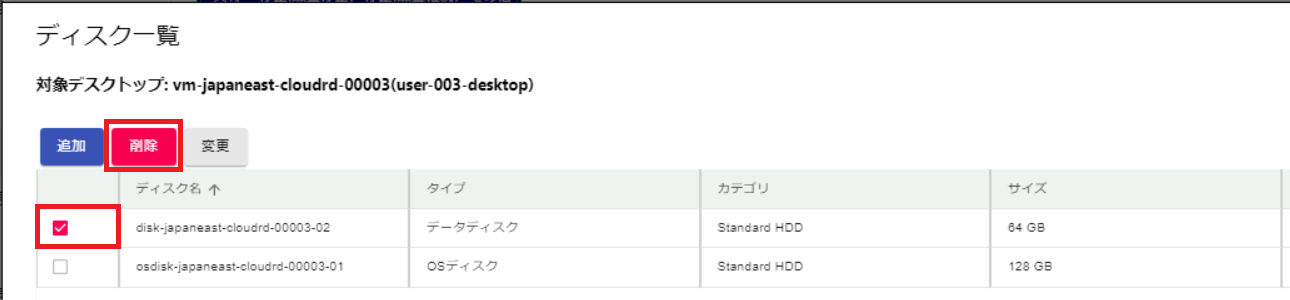 ディスク一覧
対象デスクトップ: vm-japaneast-cloudrd-00003(user-003-desktop)
追加 削除 変更
ディスク名 ↑ タイプ カテゴリ サイズ
disk-japaneast-cloudrd-00003-02 データディスク Standard HDD 64 GB
osdisk-japaneast-cloudrd-00003-01 OSディスク Standard HDD 128 GB